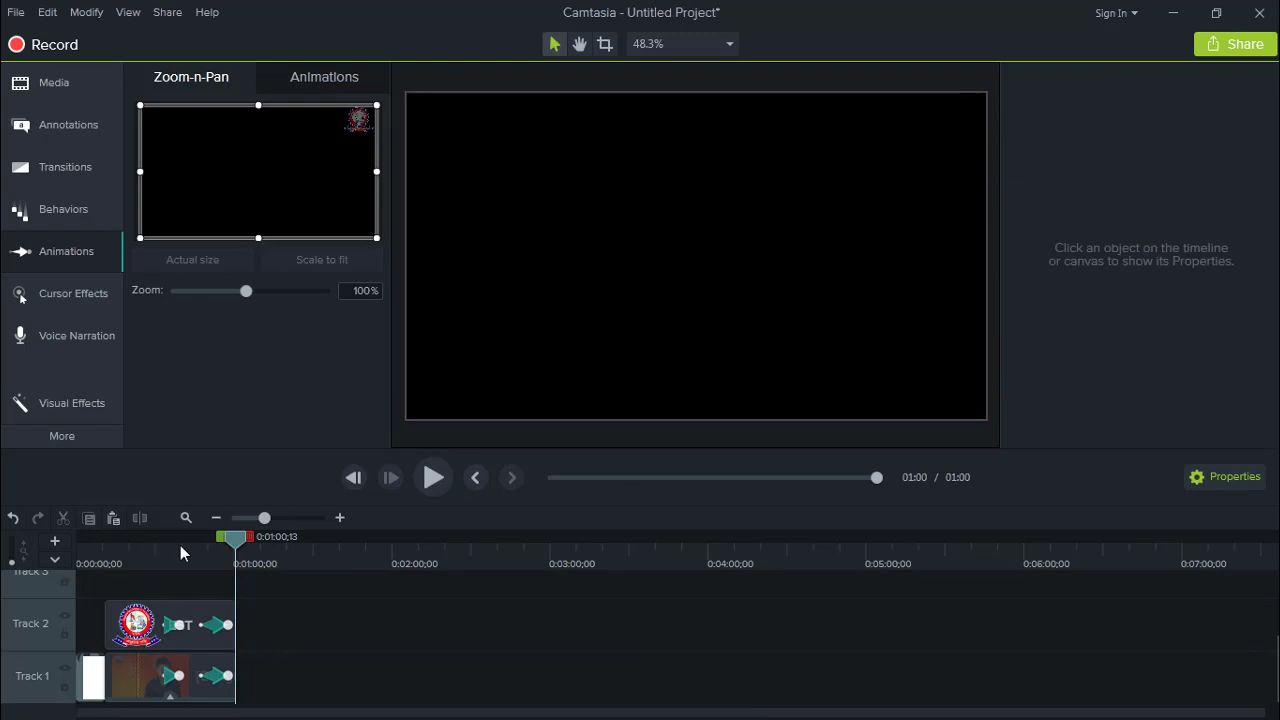 File Edit Modify View Share Help
Camtasia - Untitled Project*
Sign In
Record
48.3%
Share
Media
Annotations
Transitions
Behaviors
Animations
Cursor Effects
Voice Narration
Visual Effects
More
Zoom-n-Pan Animations
Actual size Scale to fit
Zoom: 100%
Click an object on the timeline
or canvas to show its Properties.
01:00 / 01:00
Properties
0:01:00;13
0:00:00;00 0:01:00;00 0:02:00;00 0:03:00;00 0:04:00;00 0:05:00;00 0:06:00;00 0:07:00;00
Track 3
Track 2
Track 1